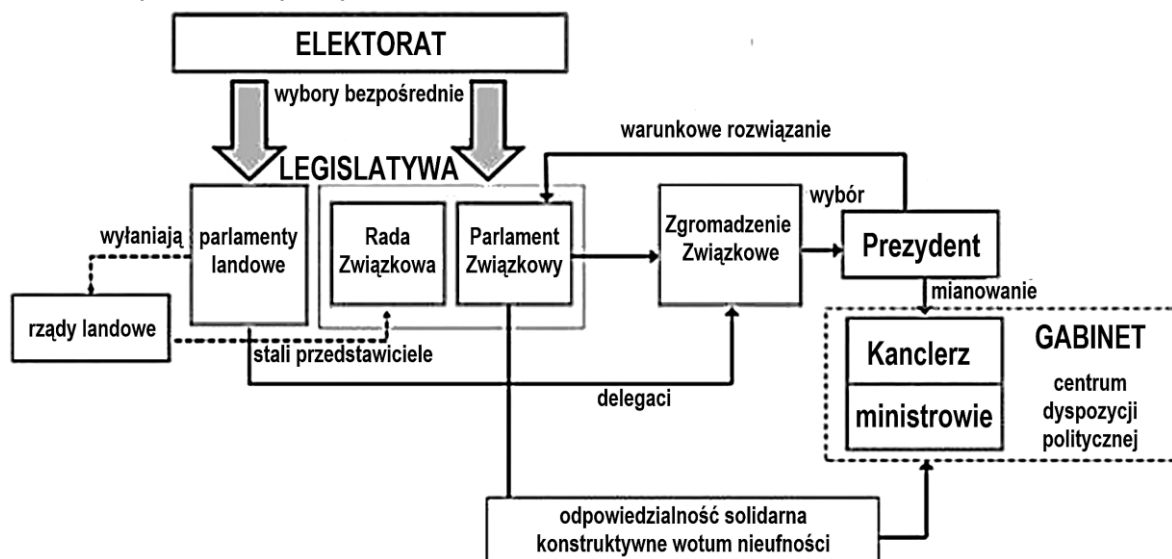 ELEKTORAT
wybory bezpośrednie
warunkowe rozwiązanie
LEGISLATYWA
wyłaniają
parlamenty
landowe
Rada
Związkowa
Parlament
Związkowy
Zgromadzenie
Związkowe
wybór
Prezydent
mianowanie
rządy landowe
stali przedstawiciele
delegaci
Kanclerz
ministrowie
GABINET
centrum
dyspozycji
politycznej
odpowiedzialność solidarna
konstruktywne wotum nieufności